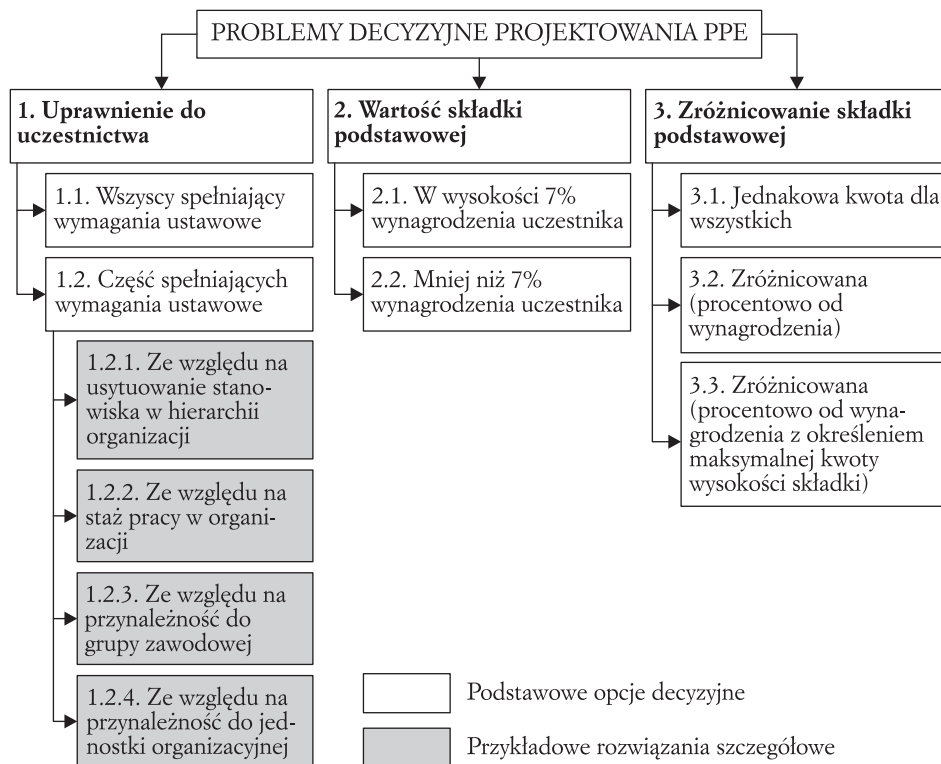 PROBLEMY DECYZYJNE PROJEKTOWANIA PPE
1. Uprawnienie do
uczestnictwa
1.1. Wszyscy spełniający
wymagania ustawowe
1.2. Część spełniających
wymagania ustawowe
1.2.1. Ze względu na
usytuowanie stano-
wiska w hierarchii
organizacji
1.2.2. Ze względu na
staż pracy w organi-
zacji
1.2.3. Ze względu na
przynależność do
grupy zawodowej
1.2.4. Ze względu na
przynależność do jed-
nostki organizacyjnej
2. Wartość składki
podstawowej
2.1. W wysokości 7%
wynagrodzenia uczestnika
2.2. Mniej niż 7%
wynagrodzenia uczestnika
3. Zróżnicowanie składki
podstawowej
3.1. Jednakowa kwota dla
wszystkich
3.2. Zróżnicowana
(procentowo od
wynagrodzenia)
3.3. Zróżnicowana
(procentowo od wyna-
grodzenia z określeniem
maksymalnej kwoty
wysokości składki)
Podstawowe opcje decyzyjne
Przykładowe rozwiązania szczegółowe